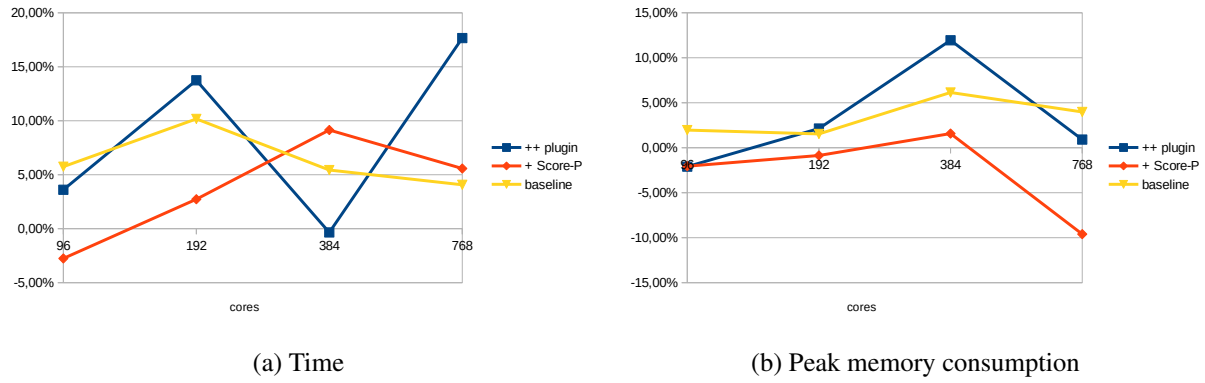 20,00%
15,00%
10,00%
5,00%
0,00%
-5,00%
96
192
384
768
cores
++ plugin
+ Score-P
baseline
(a) Time
15,00%
10,00%
5,00%
0,00%
-5,00%
-10,00%
-15,00%
96
192
384
768
cores
++ plugin
+ Score-P
baseline
(b) Peak memory consumption